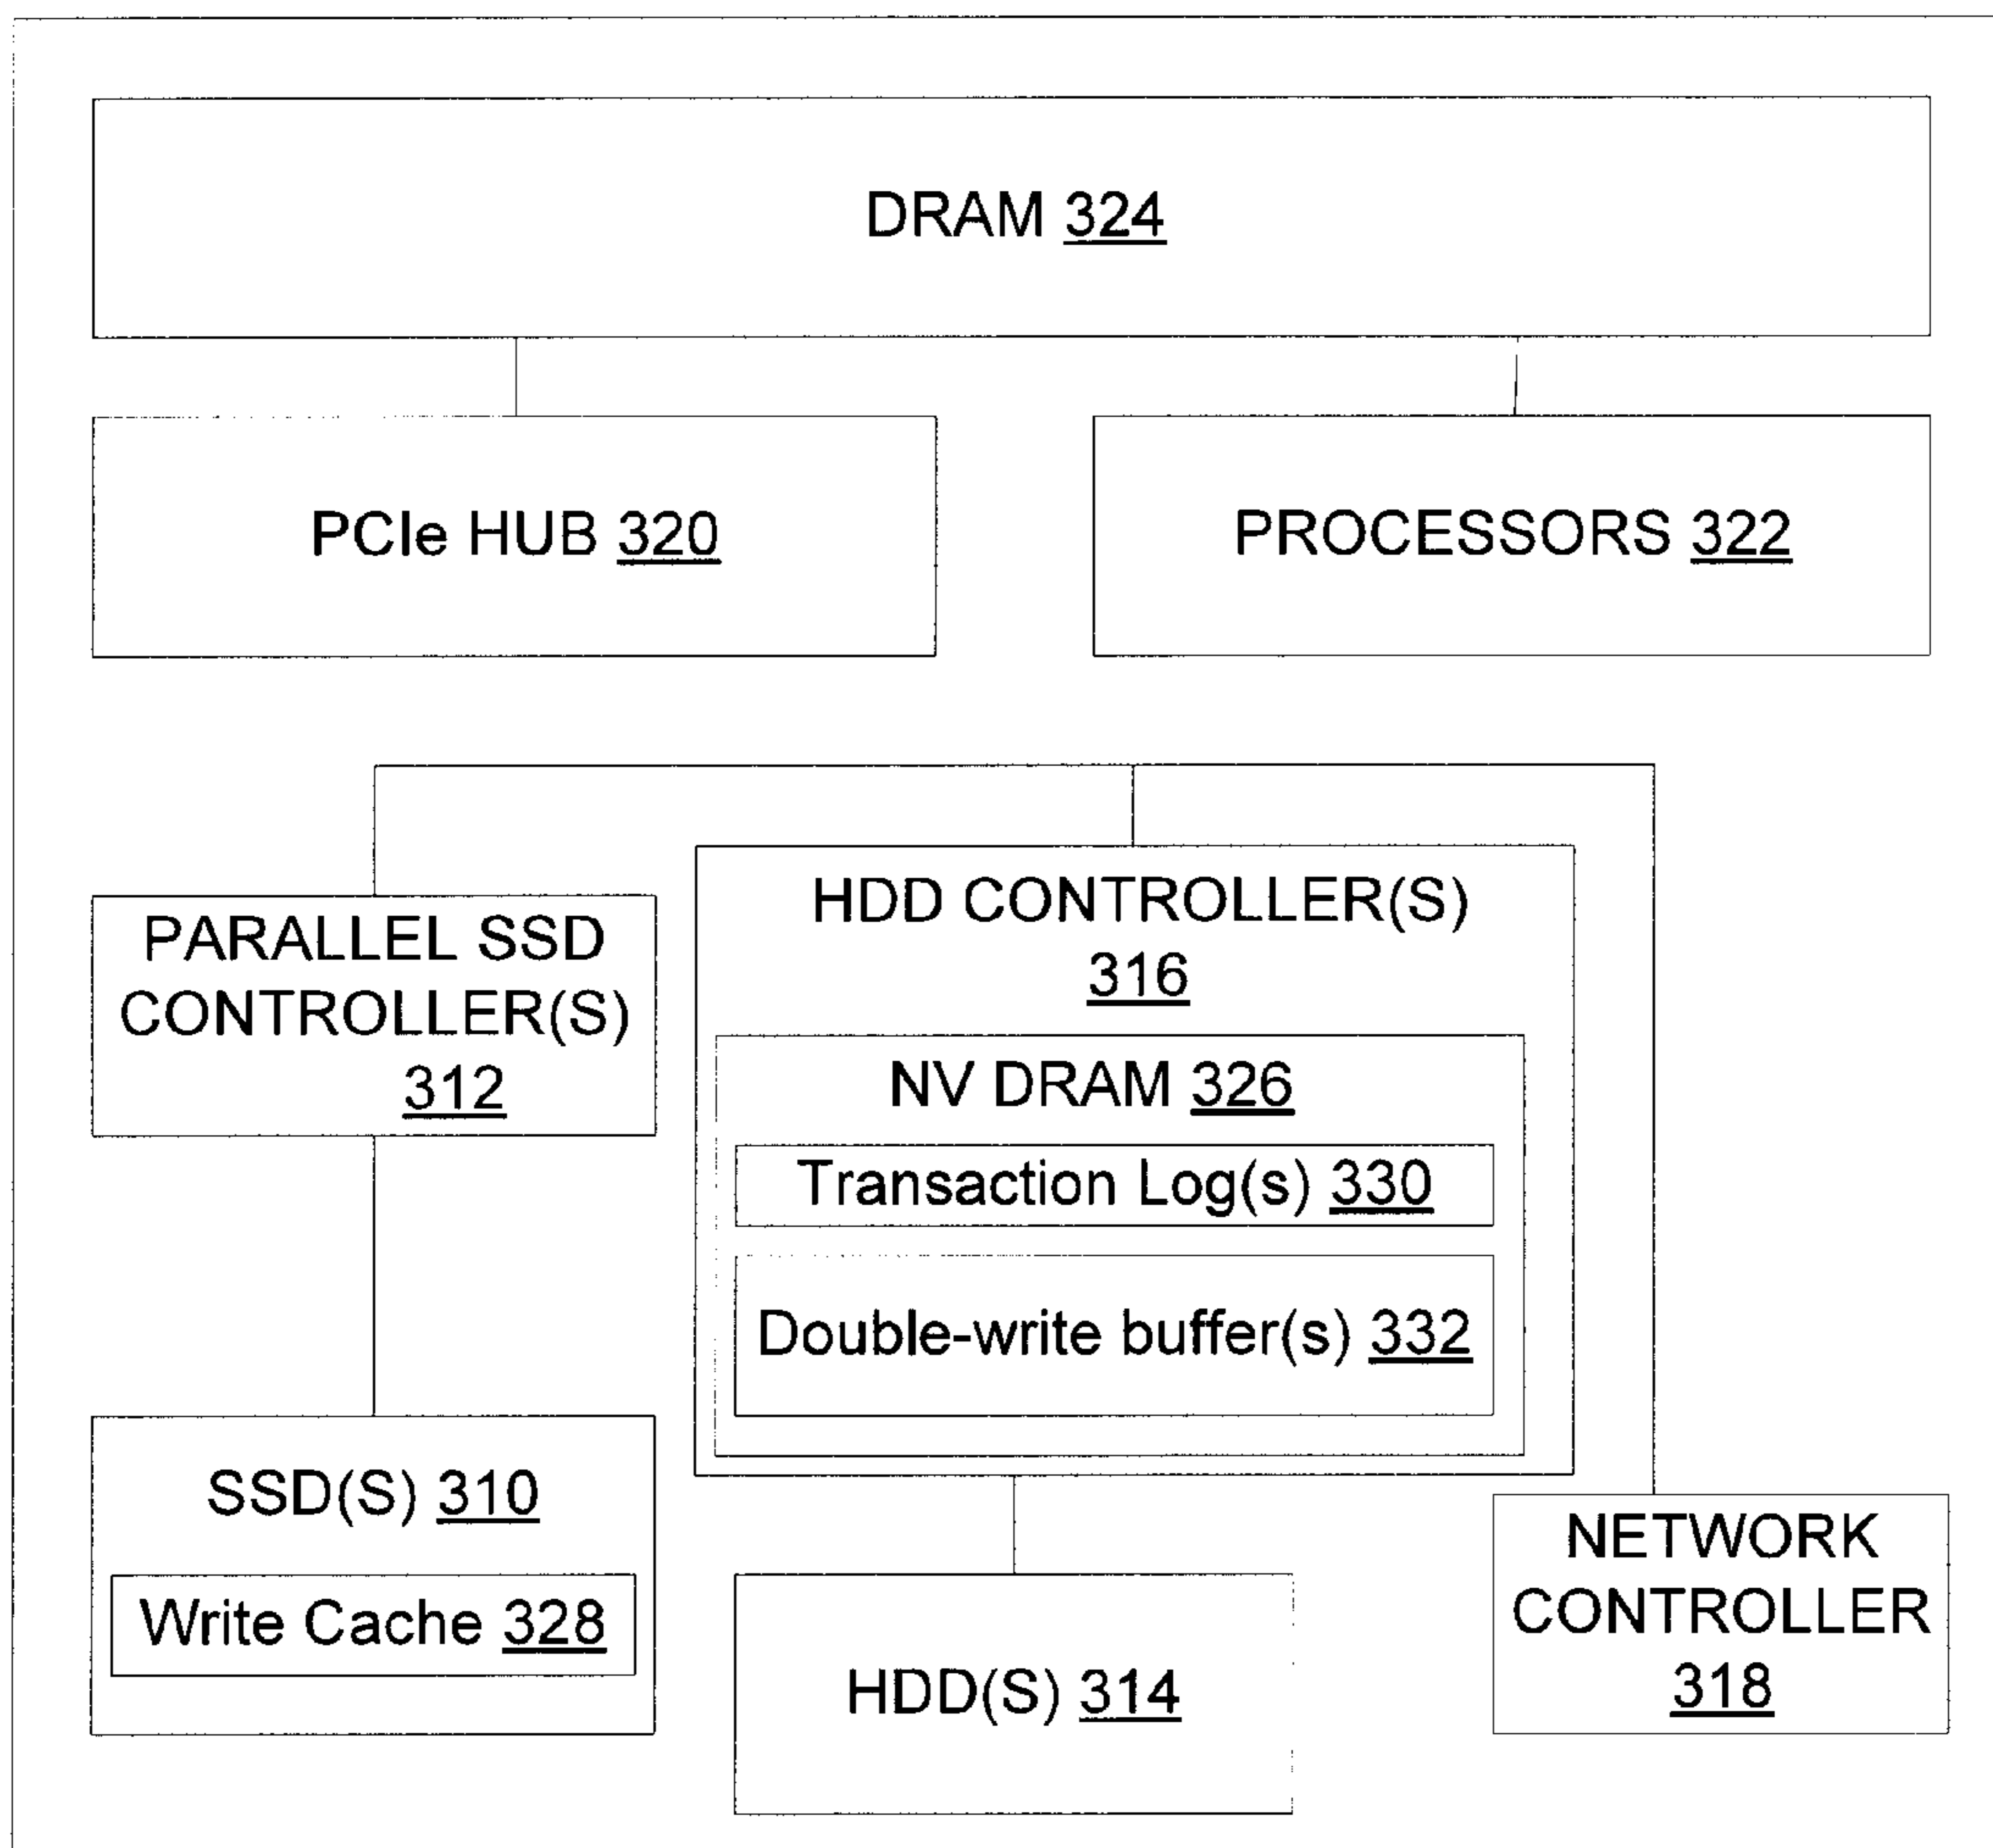 DRAM 324
PCIe HUB 320
PROCESSORS 322
PARALLEL SSD
CONTROLLER(S)
312
HDD CONTROLLER(S)
316
NV DRAM 326
Transaction Log(s) 330
Double-write buffer(s) 332
SSD(S) 310
Write Cache 328
HDD(S) 314
NETWORK
CONTROLLER
318